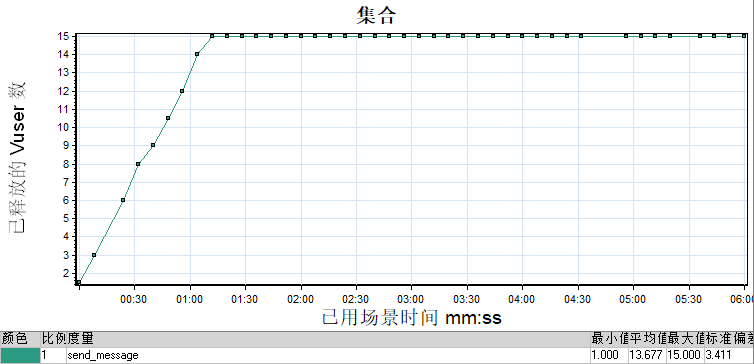 集合
已释放的 Vuser 数
15
14
13
12
11
10
9
8
7
6
5
4
3
2
00:30 01:00 01:30 02:00 02:30 03:00 03:30 04:00 04:30 05:00 05:30 06:00
已用场景时间 mm:ss
颜色 比例 度量 最小值 平均值 最大值 标准偏差
1 send_message 1.000 13.677 15.000 3.411